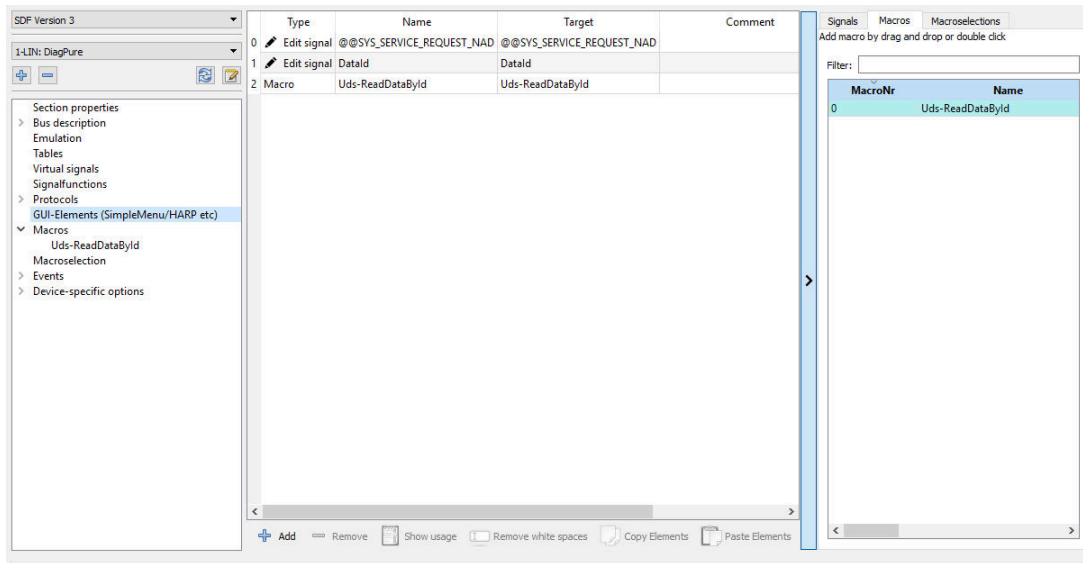 SDF Version 3
1-LIN: DiagPure
Section properties
Bus description
Emulation
Tables
Virtual signals
Signalfunctions
Protocols
GUI-Elements (SimpleMenu/HARP etc)
Macros
Uds-ReadDataById
Macroselection
Events
Device-specific options
Type Name Target Comment
0 Edit signal @@SYS_SERVICE_REQUEST_NAD @@SYS_SERVICE_REQUEST_NAD
1 Edit signal DataId DataId
2 Macro Uds-ReadDataById Uds-ReadDataById
Add Remove Show usage Remove white spaces Copy Elements Paste Elements
Signals Macros Macroselections
Add macro by drag and drop or double click
Filter:
MacroNr Name
0 Uds-ReadDataById